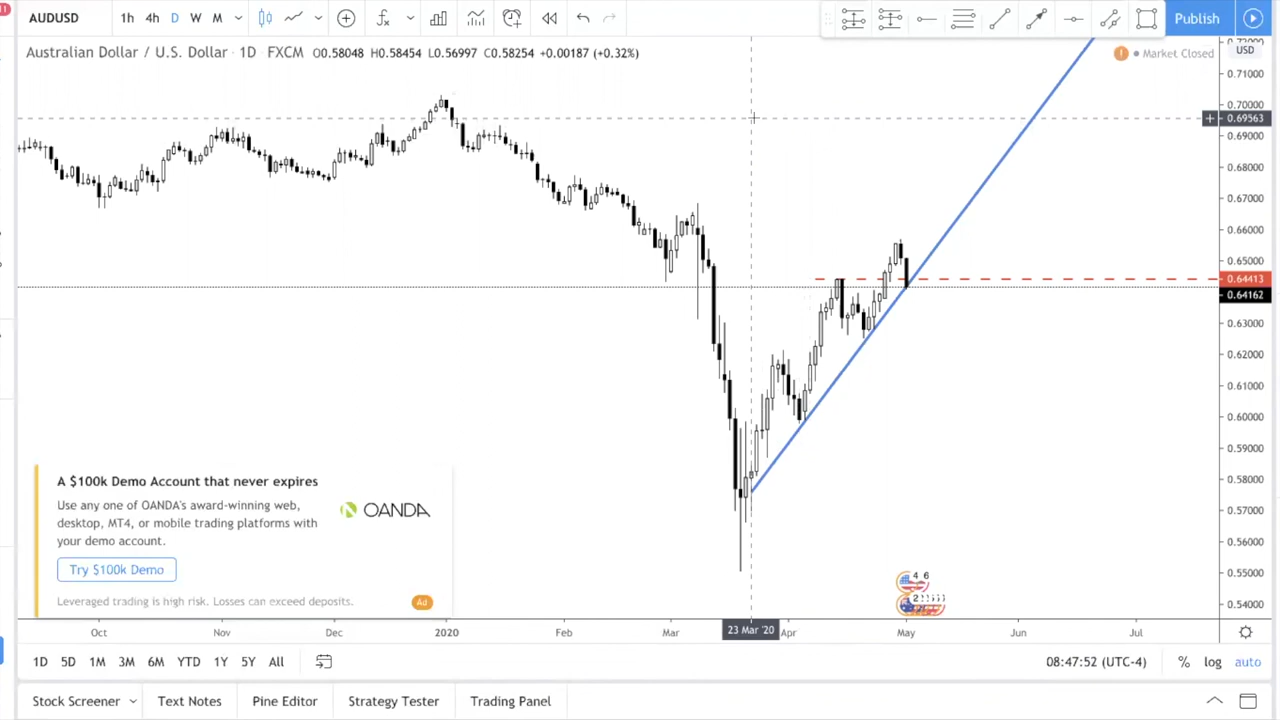 11
AUDUSD 1h 4h D W M Publish
Australian Dollar / U.S. Dollar · 1D FXCM O0.58048 H0.58454 L0.56997 C0.58254 +0.00187 (+0.32%)
! Market Closed
USD
0.71000
0.70000
0.69563
0.69000
0.68000
0.67000
0.66000
0.65000
0.64413
0.64162
0.63000
0.62000
0.61000
0.60000
0.59000
0.58000
0.57000
0.56000
0.55000
0.54000
A $100k Demo Account that never expires
Use any one of OANDA's award-winning web,
desktop, MT4, or mobile trading platforms with
your demo account.
OANDA
Try $100k Demo
Leveraged trading is high risk. Losses can exceed deposits. Ad
4 6
Oct Nov Dec 2020 Feb Mar 23 Mar '20 Apr May Jun Jul
1D 5D 1M 3M 6M YTD 1Y 5Y All 08:47:52 (UTC-4) % log auto
Stock Screener Text Notes Pine Editor Strategy Tester Trading Panel